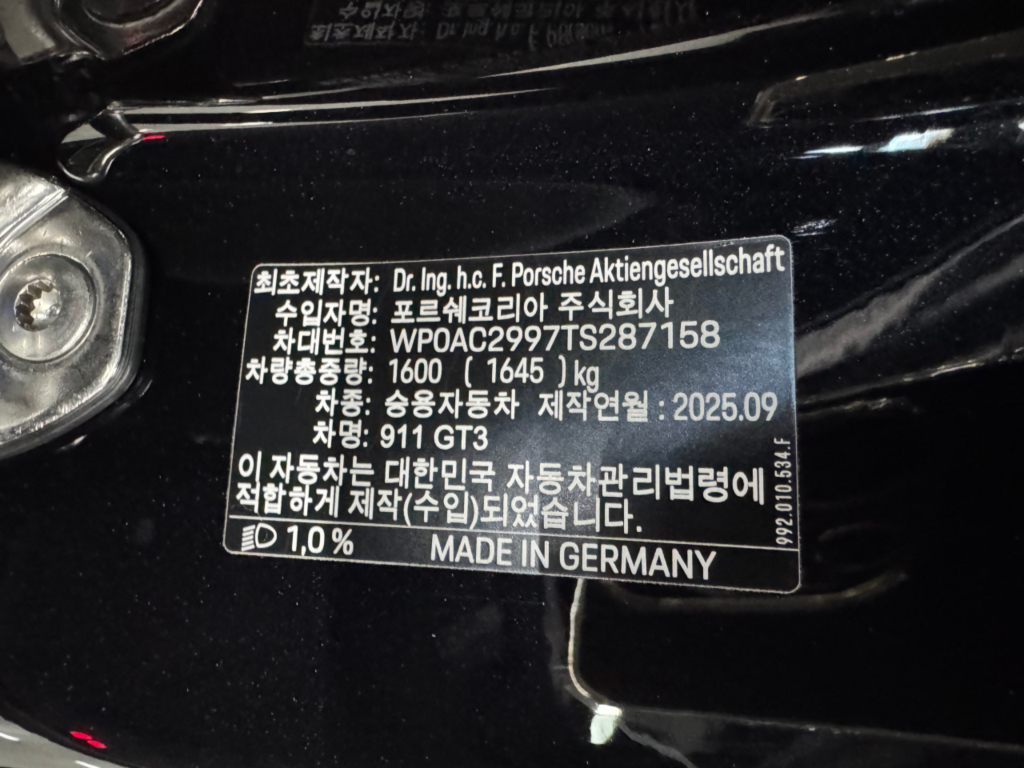 최초제작자: Dr. Ing. h.c. F. Porsche Aktiengesellschaft
수입자명: 포르쉐코리아 주식회사
차대번호: WP0AC2997TS287158
차량총중량: 1600 ( 1645 ) kg
차종: 승용자동차 제작연월 : 2025.09
차명: 911 GT3
이 자동차는 대한민국 자동차관리법령에
적합하게 제작(수입)되었습니다.
1,0 % MADE IN GERMANY
992.010.534.F